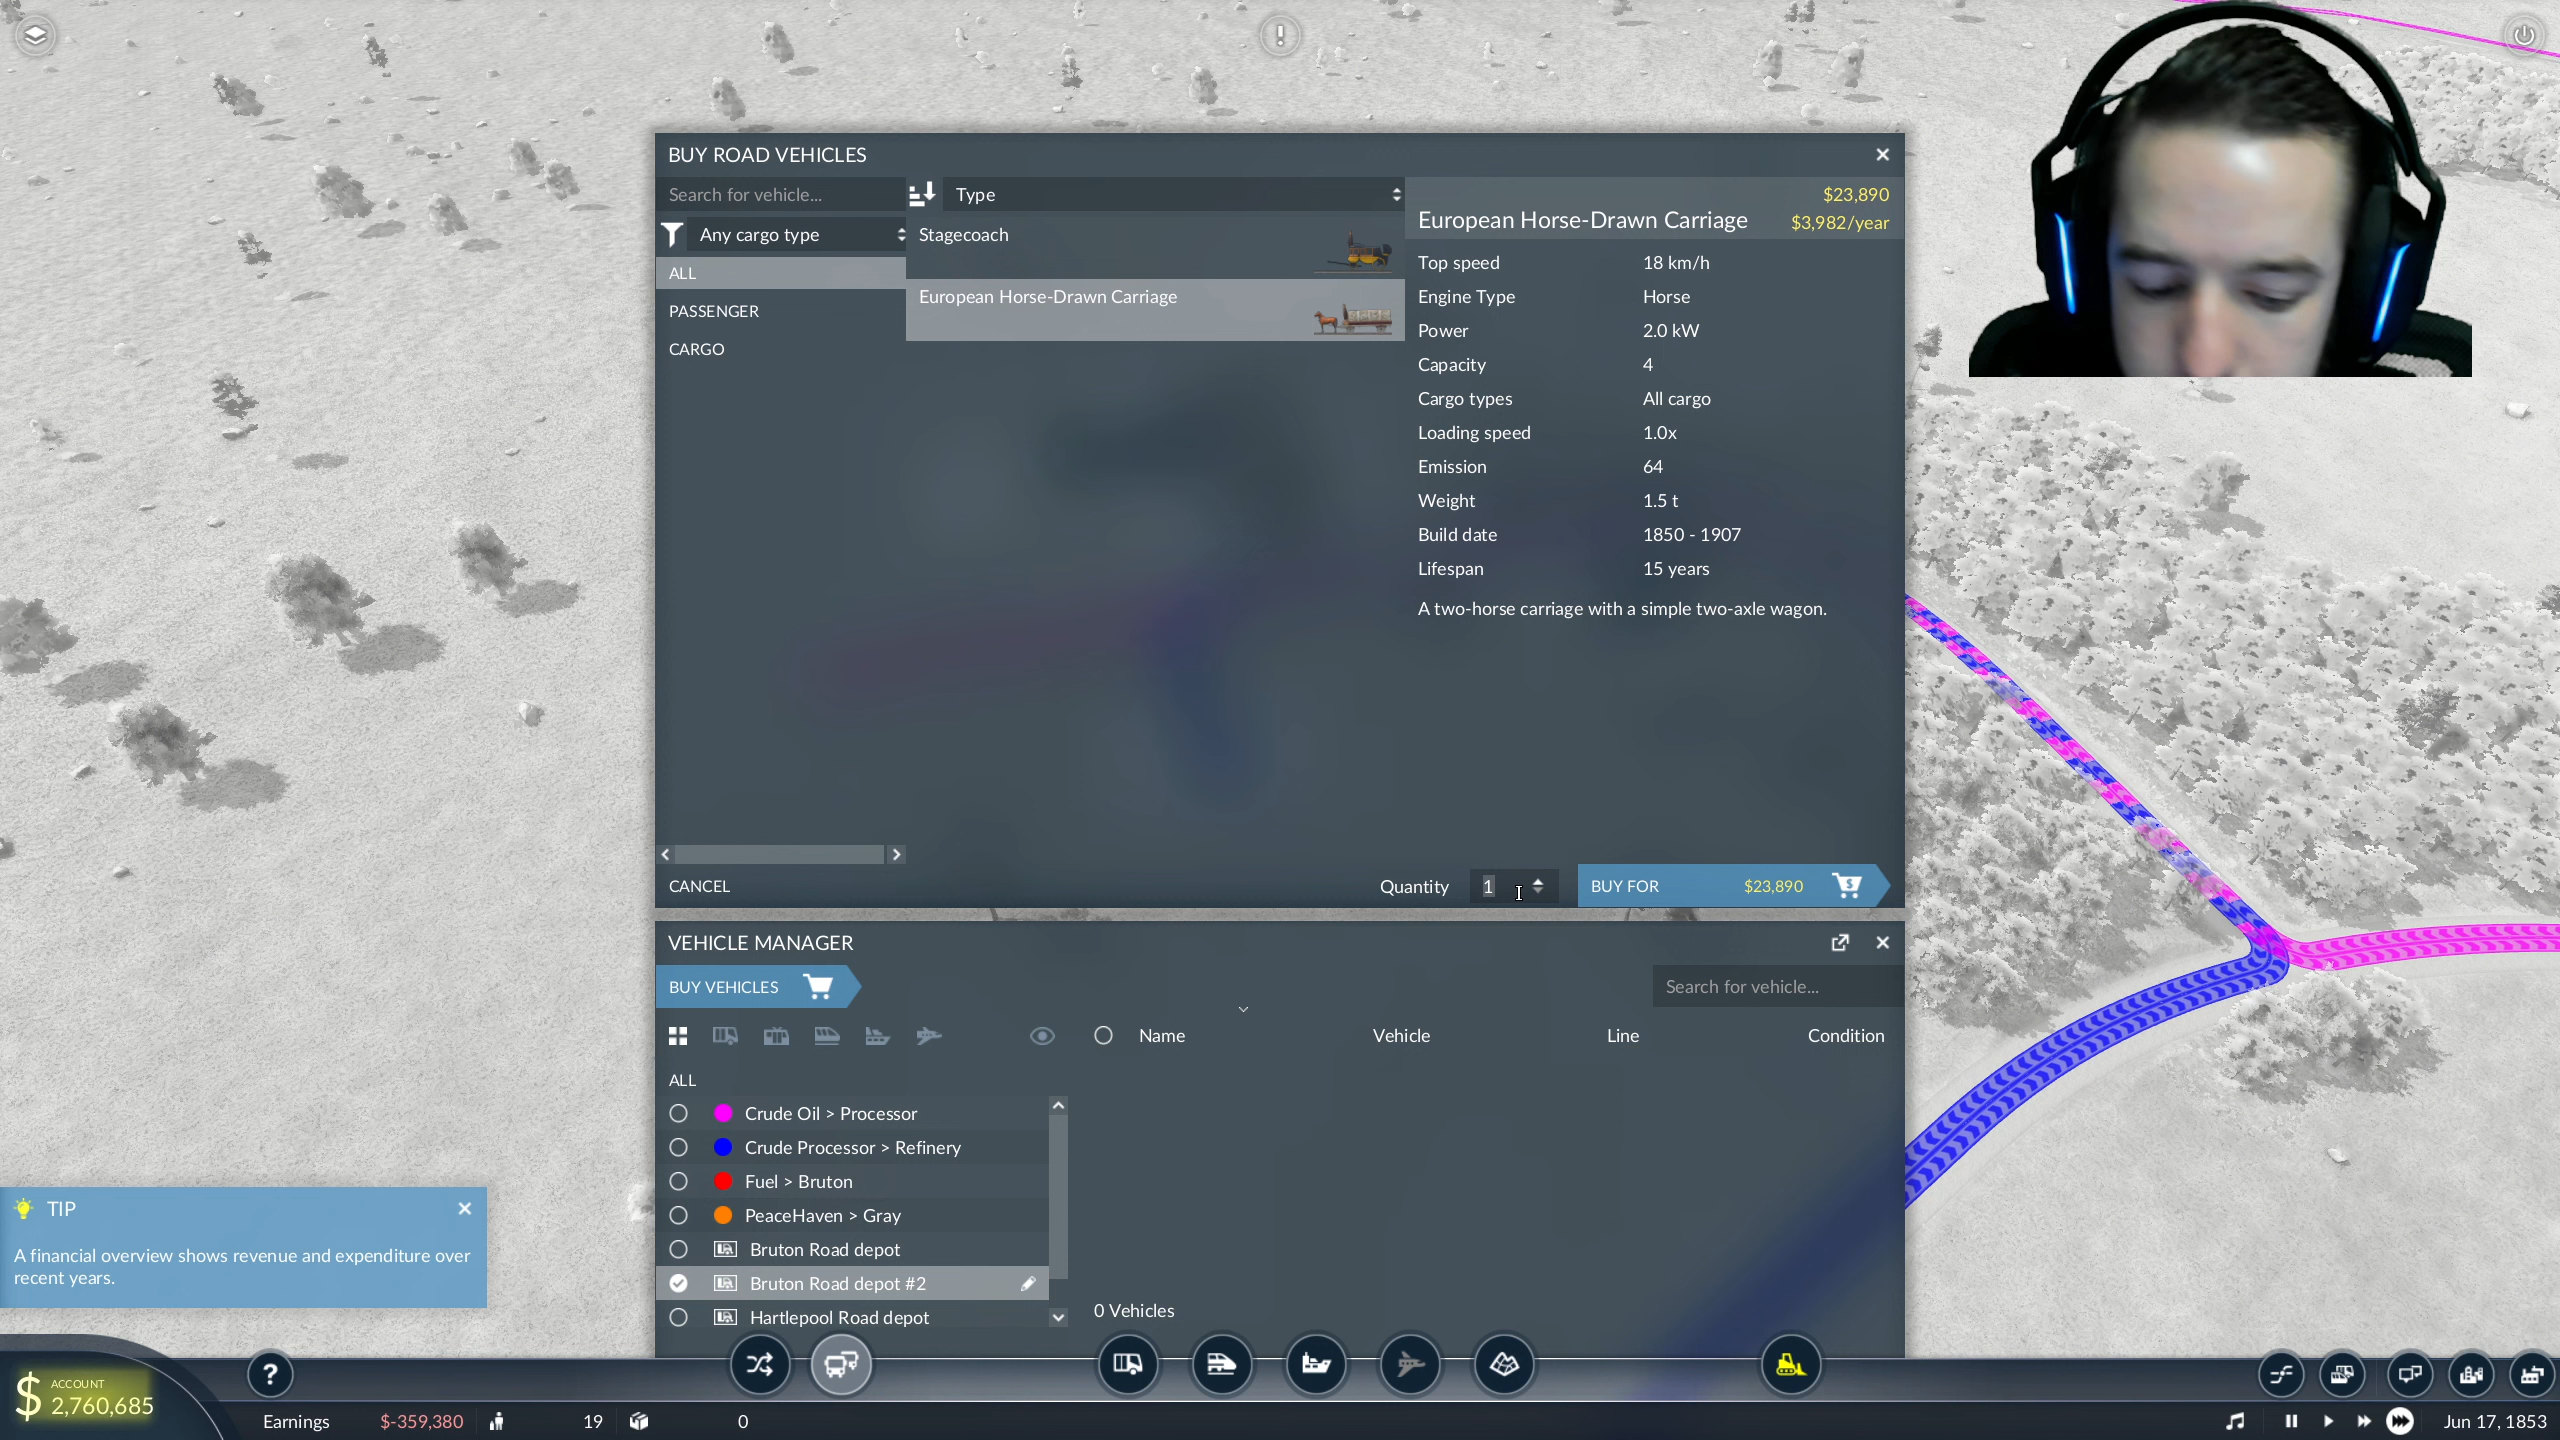 BUY ROAD VEHICLES
Search for vehicle...
Type
Any cargo type
ALL
PASSENGER
CARGO
Stagecoach
European Horse-Drawn Carriage
$23,890
European Horse-Drawn Carriage
$3,982/year
Top speed 18 km/h
Engine Type Horse
Power 2.0 kW
Capacity 4
Cargo types All cargo
Loading speed 1.0x
Emission 64
Weight 1.5 t
Build date 1850 - 1907
Lifespan 15 years
A two-horse carriage with a simple two-axle wagon.
CANCEL
Quantity 1
BUY FOR $23,890
VEHICLE MANAGER
BUY VEHICLES
Search for vehicle...
Name Vehicle Line Condition
ALL
Crude Oil > Processor
Crude Processor > Refinery
Fuel > Bruton
PeaceHaven > Gray
Bruton Road depot
Bruton Road depot #2
Hartlepool Road depot
0 Vehicles
TIP
A financial overview shows revenue and expenditure over
recent years.
$ ACCOUNT
2,760,685
?
Earnings $-359,380 19 0
Jun 17, 1853